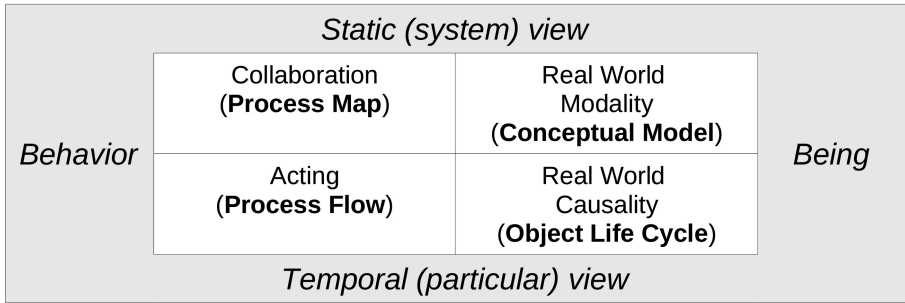 Static (system) view
Behavior
Collaboration
(Process Map)
Real World
Modality
(Conceptual Model)
Acting
(Process Flow)
Real World
Causality
(Object Life Cycle)
Being
Temporal (particular) view